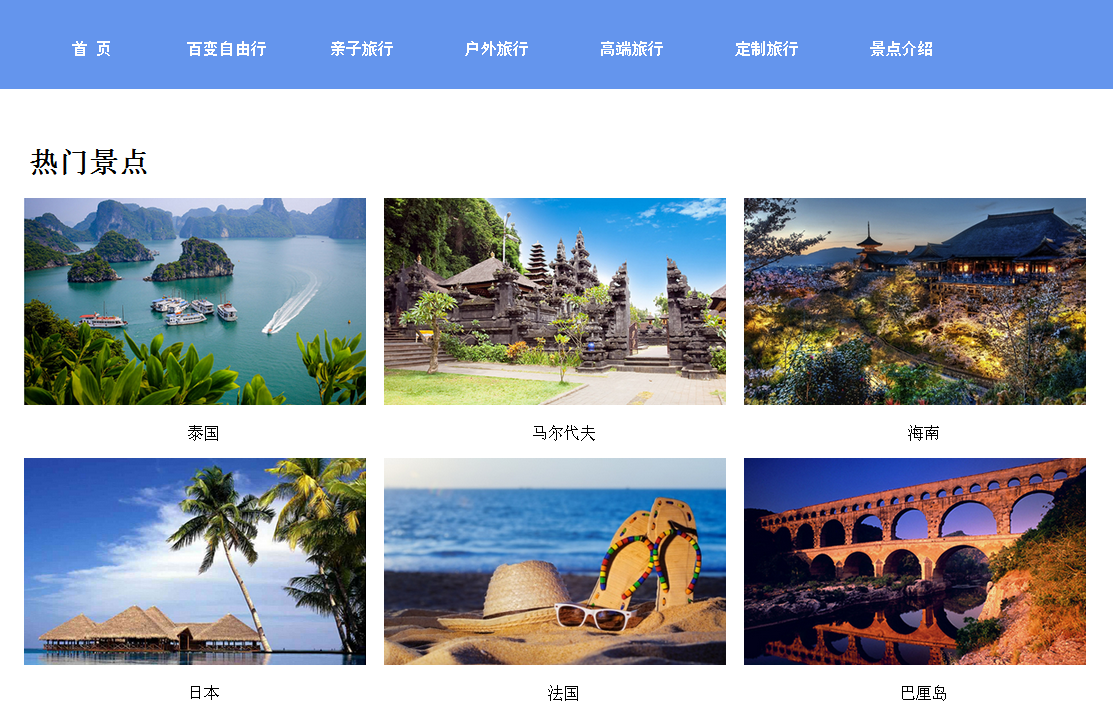 首 页 百变自由行 亲子旅行 户外旅行 高端旅行 定制旅行 景点介绍
热门景点
泰国 马尔代夫 海南
日本 法国 巴厘岛